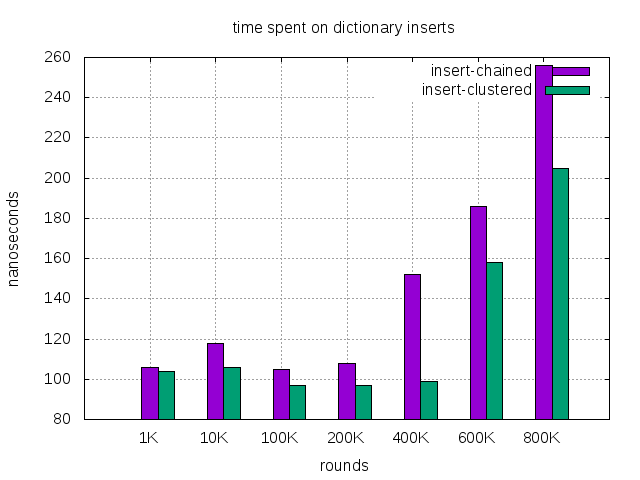 time spent on dictionary inserts
260
240
220
200
180
160
140
120
100
80
nanoseconds
insert-chained
insert-clustered
1K 10K 100K 200K 400K 600K 800K
rounds